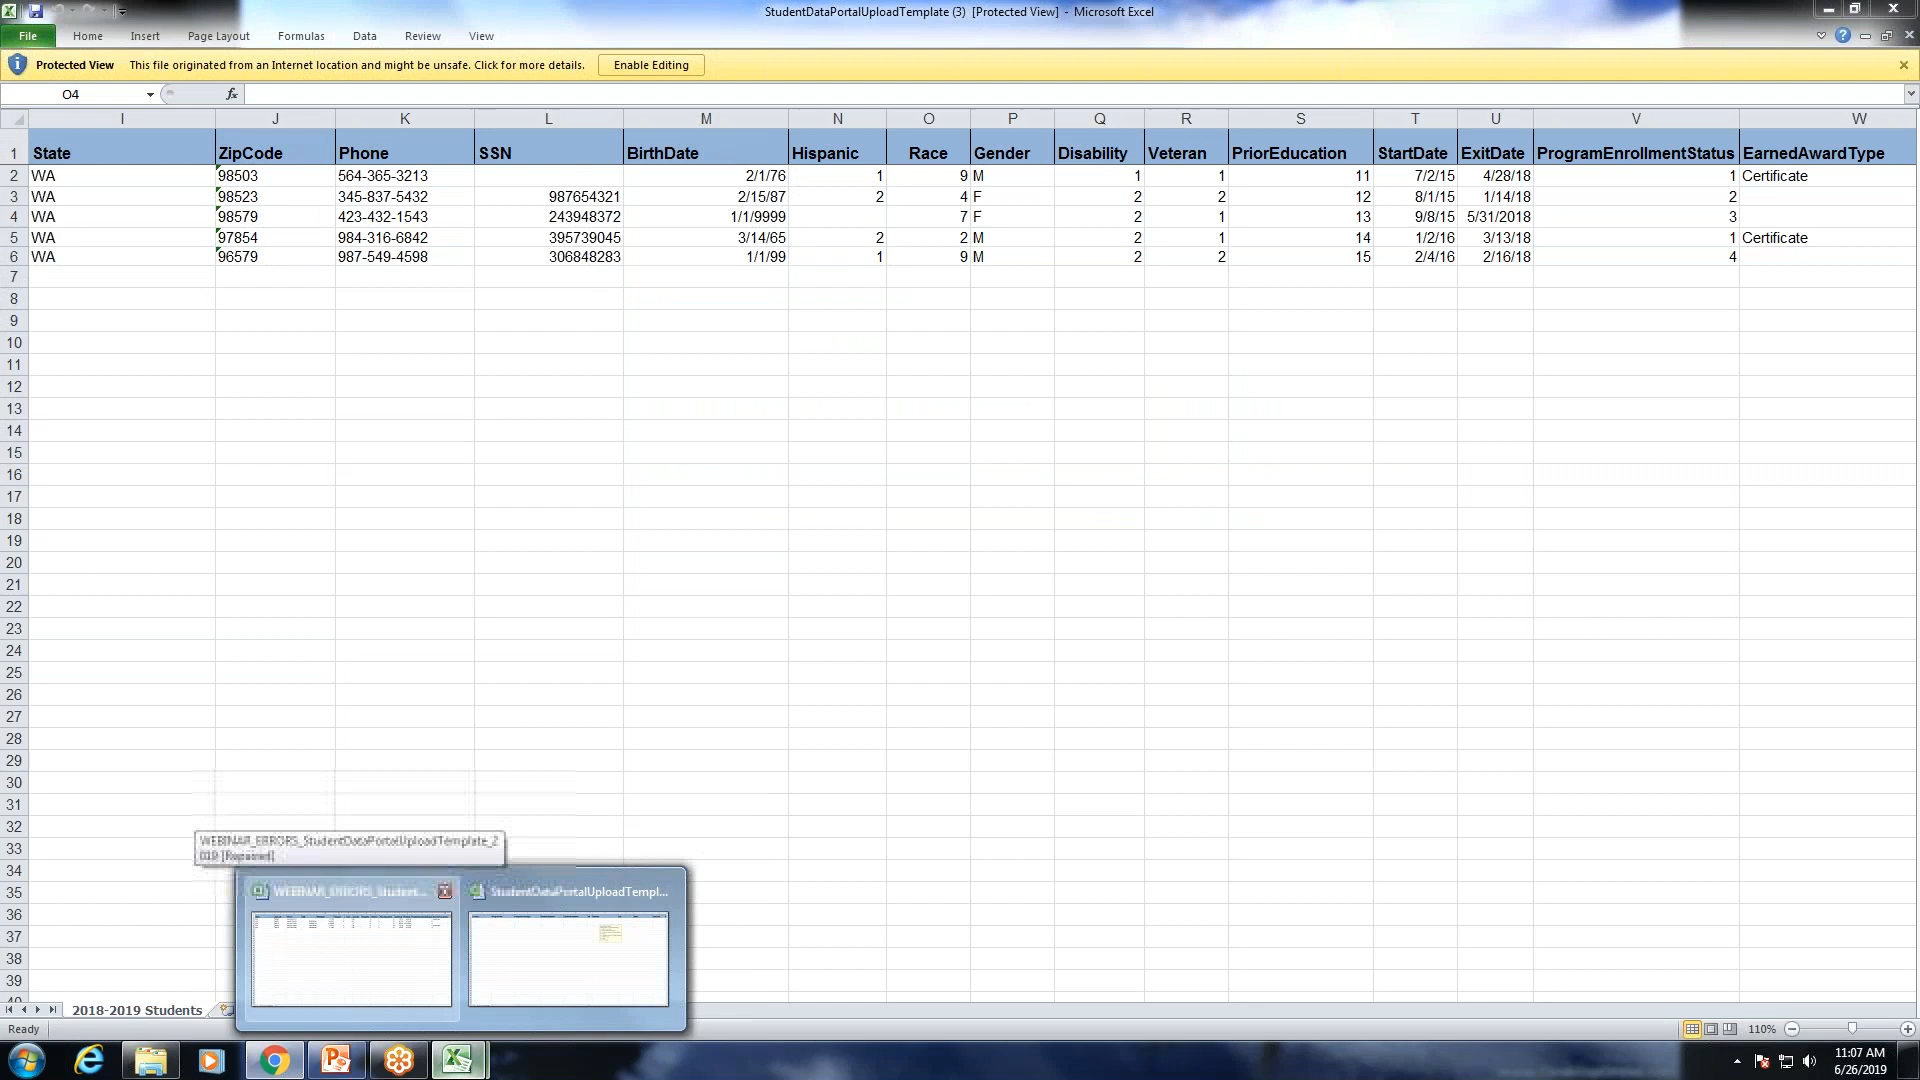 StudentDataPortalUploadTemplate (3) [Protected View] - Microsoft Excel
File Home Insert Page Layout Formulas Data Review View
Protected View This file originated from an Internet location and might be unsafe. Click for more details. Enable Editing
O4 fx
I J K L M N O P Q R S T U V W
1 State ZipCode Phone SSN BirthDate Hispanic Race Gender Disability Veteran PriorEducation StartDate ExitDate ProgramEnrollmentStatus EarnedAwardType
2 WA 98503 564-365-3213 2/1/76 1 9 M 1 1 11 7/2/15 4/28/18 1 Certificate
3 WA 98523 345-837-5432 987654321 2/15/87 2 4 F 2 2 12 8/1/15 1/14/18 2
4 WA 98579 423-432-1543 243948372 1/1/9999 7 F 2 1 13 9/8/15 5/31/2018 3
5 WA 97854 984-316-6842 395739045 3/14/65 2 2 M 2 1 14 1/2/16 3/13/18 1 Certificate
6 WA 96579 987-549-4598 306848283 1/1/99 1 9 M 2 2 15 2/4/16 2/16/18 4
7
8
9
10
11
12
13
14
15
16
17
18
19
20
21
22
23
24
25
26
27
28
29
30
31
32
33
34
35
36
37
38
39
40
WEBINAR_ERRORS_StudentDataPortalUploadTemplate_2
019 [Repaired]
WEBINAR_ERRORS_Student... StudentDataPortalUploadTempl...
2018-2019 Students
Ready 110%
11:07 AM
6/26/2019